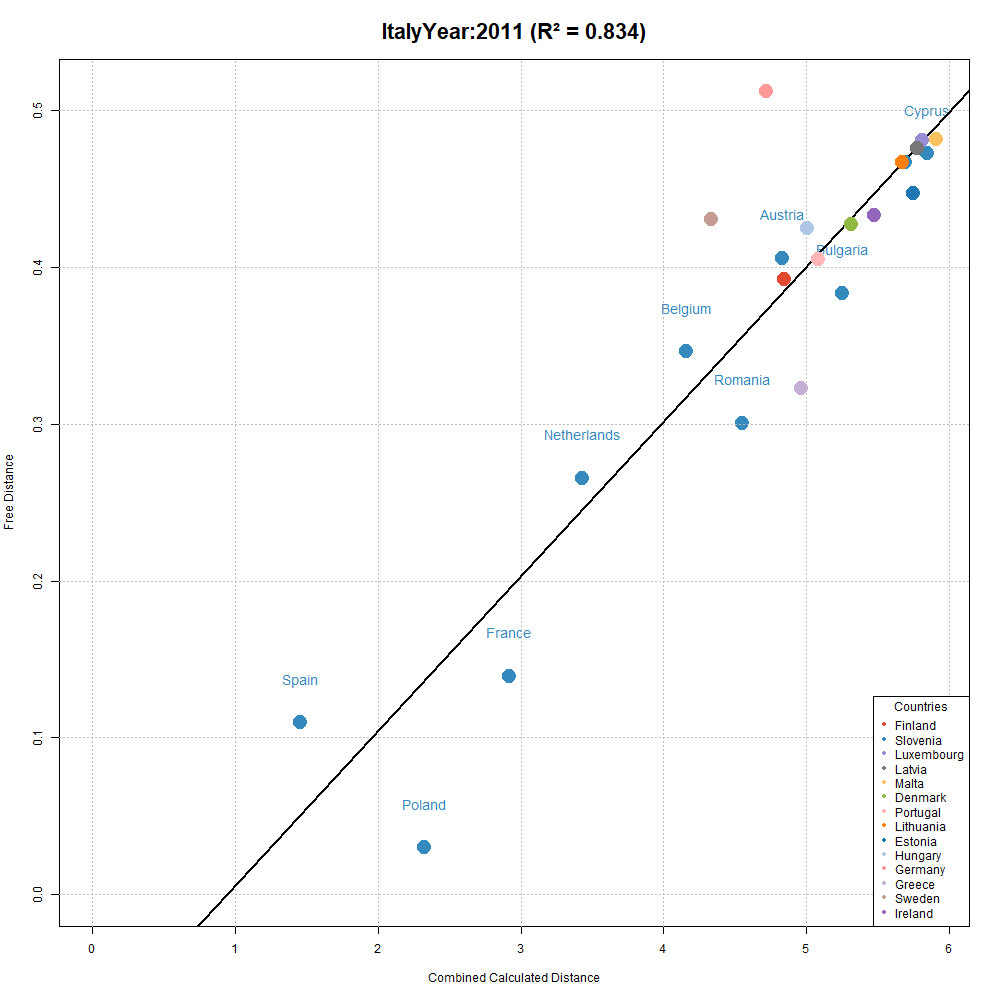 ItalyYear:2011 (R² = 0.834)
Free Distance
0.5
0.4
0.3
0.2
0.1
0.0
Cyprus
Austria
Bulgaria
Belgium
Romania
Netherlands
France
Spain
Poland
Countries
Finland
Slovenia
Luxembourg
Latvia
Malta
Denmark
Portugal
Lithuania
Estonia
Hungary
Germany
Greece
Sweden
Ireland
0 1 2 3 4 5 6
Combined Calculated Distance